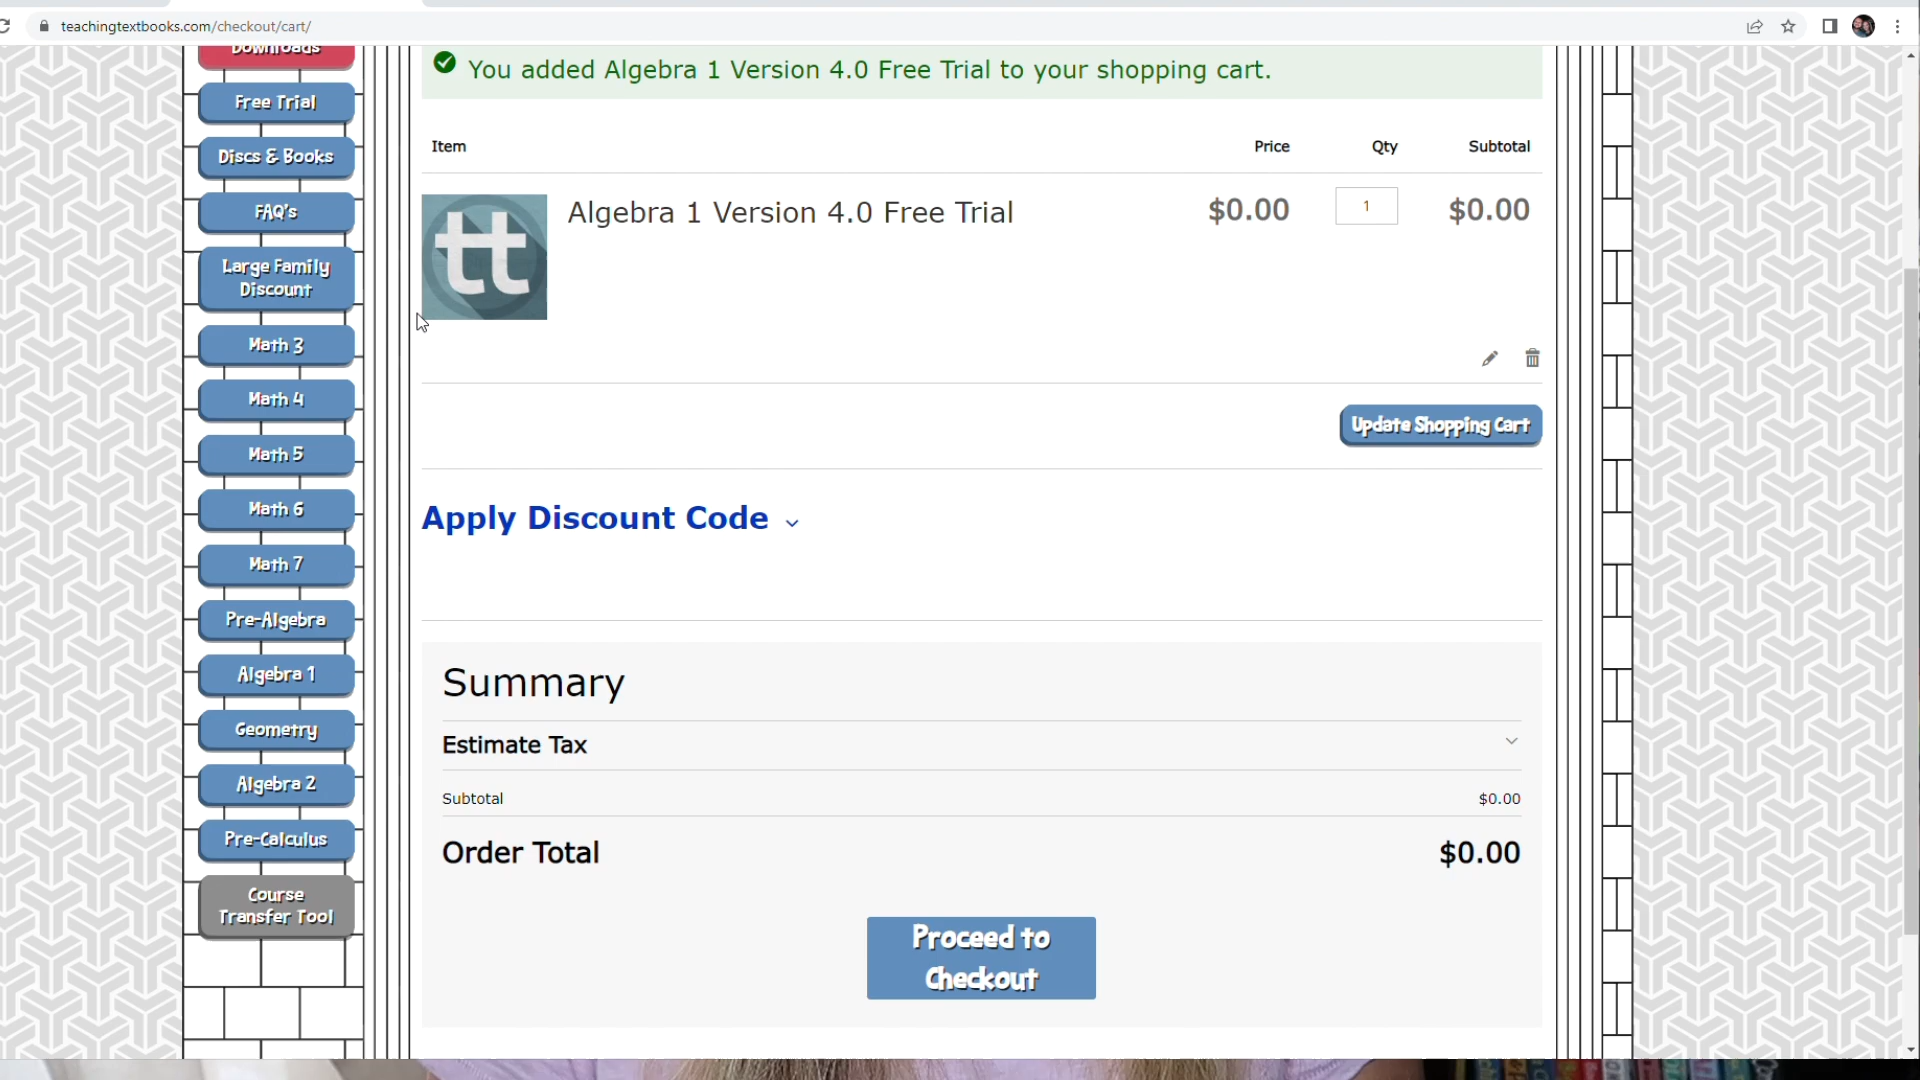 teachingtextbooks.com/checkout/cart/
Downloads
Free Trial
Discs & Books
FAQ's
Large Family
Discount
Math 3
Math 4
Math 5
Math 6
Math 7
Pre-Algebra
Algebra 1
Geometry
Algebra 2
Pre-Calculus
Course
Transfer Tool
You added Algebra 1 Version 4.0 Free Trial to your shopping cart.
Item Price Qty Subtotal
tt
Algebra 1 Version 4.0 Free Trial $0.00 1 $0.00
Update Shopping Cart
Apply Discount Code
Summary
Estimate Tax
Subtotal $0.00
Order Total $0.00
Proceed to
Checkout